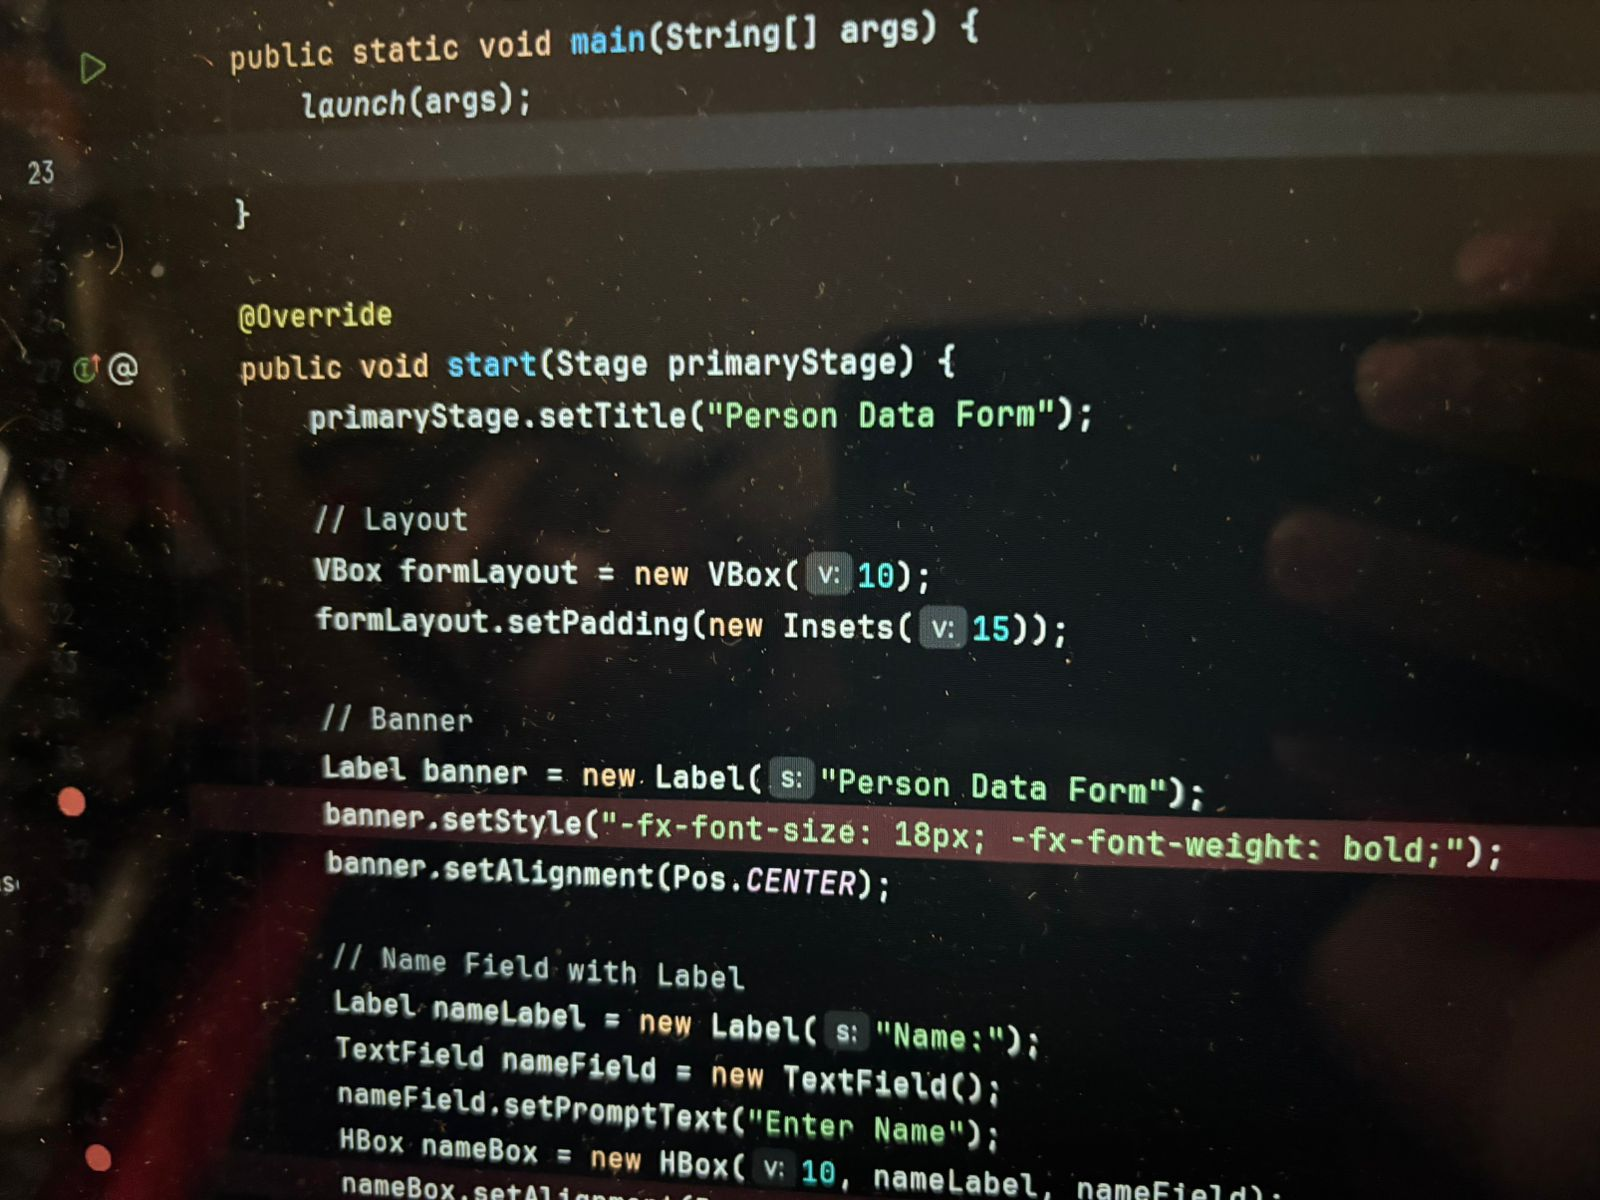 public static void main(String[] args) {
launch(args);
23
}
@Override
public void start(Stage primaryStage) {
primaryStage.setTitle("Person Data Form");
// Layout
VBox formLayout = new VBox( v: 10);
formLayout.setPadding(new Insets( v: 15));
// Banner
Label banner = new Label( s: "Person Data Form");
banner.setStyle("-fx-font-size: 18px; -fx-font-weight: bold;");
banner.setAlignment(Pos.CENTER);
// Name Field with Label
Label nameLabel = new Label( s: "Name:");
TextField nameField = new TextField();
nameField.setPromptText("Enter Name");
HBox nameBox = new HBox( v: 10, nameLabel, nameField);